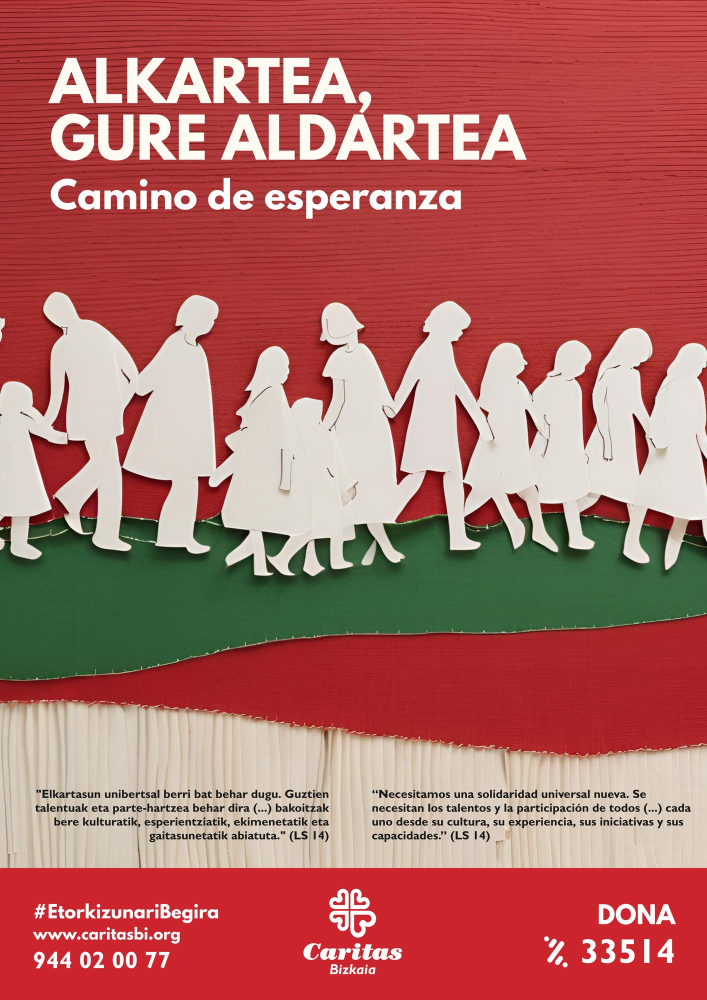 ALKARTEA,
GURE ALDARTEA
Camino de esperanza
"Elkartasun unibertsal berri bat behar dugu. Guztien
talentuak eta parte-hartzea behar dira (...) bakoitzak
bere kulturatik, esperientziatik, ekimenetatik eta
gaitasunetatik abiatuta." (LS 14)
“Necesitamos una solidaridad universal nueva. Se
necesitan los talentos y la participación de todos (...) cada
uno desde su cultura, su experiencia, sus iniciativas y sus
capacidades.” (LS 14)
#EtorkizunariBegira
www.caritasbi.org
944 02 00 77
Caritas
Bizkaia
DONA
33514